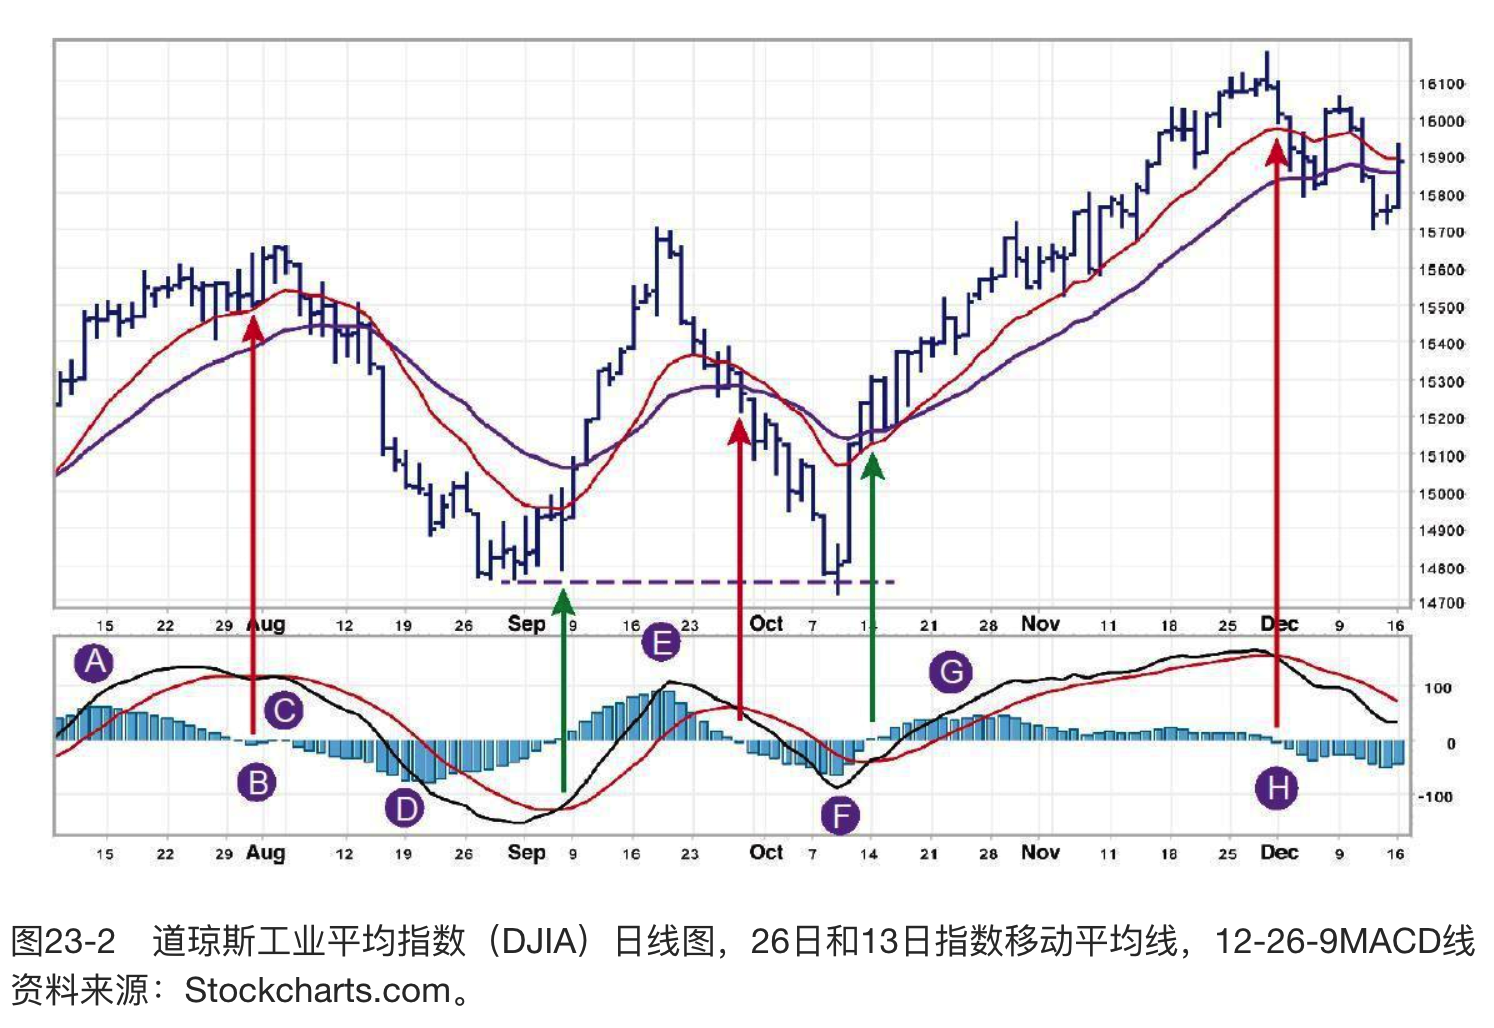 16100
16000
15900
15800
15700
15600
15500
15400
15300
15200
15100
15000
14900
14800
14700
15 22 29 Aug 12 19 26 Sep 9 16 23 Oct 7 14 21 28 Nov 11 18 25 Dec 9 16
A
B
C
D
E
F
G
H
100
0
-100
15 22 29 Aug 12 19 26 Sep 9 16 23 Oct 7 14 21 28 Nov 11 18 25 Dec 9 16
图23-2 道琼斯工业平均指数（DJIA）日线图，26日和13日指数移动平均线，12-26-9MACD线
资料来源：Stockcharts.com。